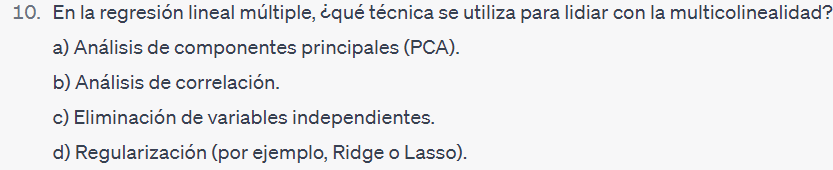 10. En la regresión lineal múltiple, ¿qué técnica se utiliza para lidiar con la multicolinealidad?
a) Análisis de componentes principales (PCA).
b) Análisis de correlación.
c) Eliminación de variables independientes.
d) Regularización (por ejemplo, Ridge o Lasso).